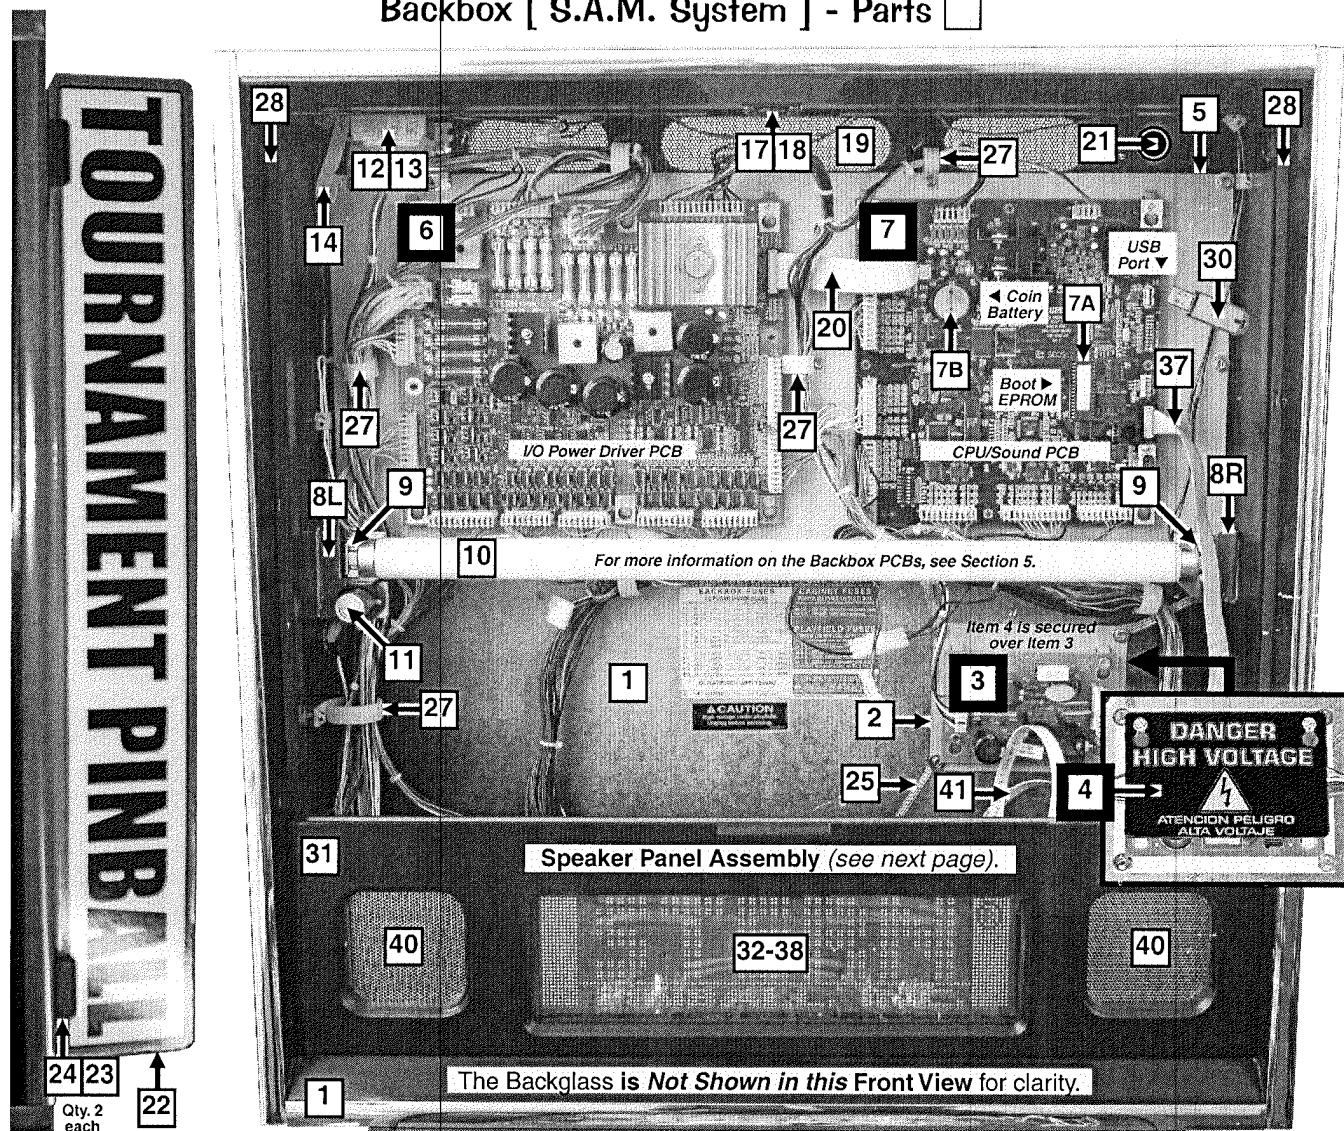 Backbox [ S.A.M. System ] - Parts
TOURNAMENT PINBALL
28
12 13
14
17 18
19
27
21
5
28
6
7
USB
Port ▼
30
20
◄ Coin
Battery
7A
7B
Boot ►
EPROM
37
27
27
I/O Power Driver PCB
CPU/Sound PCB
8L
9
9
8R
10
For more information on the Backbox PCBs, see Section 5.
BACKBOX FUSES
CABINET FUSES
Item 4 is secured
over Item 3
11
1
3
27
2
CAUTION
25
41
4
DANGER
HIGH VOLTAGE
ATENCION PELIGRO
ALTA VOLTAJE
31
Speaker Panel Assembly (see next page).
40
32-38
40
24 23
Qty. 2
each
22
1
The Backglass is Not Shown in this Front View for clarity.